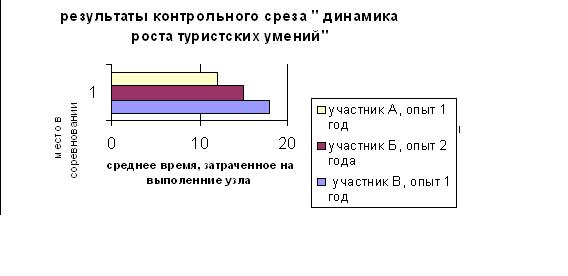 результаты контрольного среза " динамика
роста туристских умений"
место в
соревновании
1
0 10 20
среднее время, затраченное на
выполенние узла
участник А, опыт 1
год
участник Б, опыт 2
года
участник В, опыт 1
год